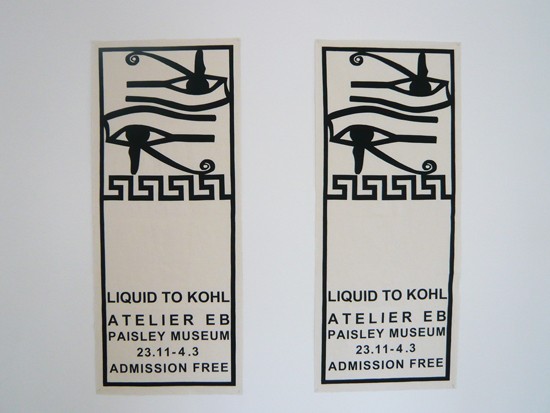 LIQUID TO KOHL
ATELIER EB
PAISLEY MUSEUM
23.11-4.3
ADMISSION FREE
LIQUID TO KOHL
ATELIER EB
PAISLEY MUSEUM
23.11-4.3
ADMISSION FREE